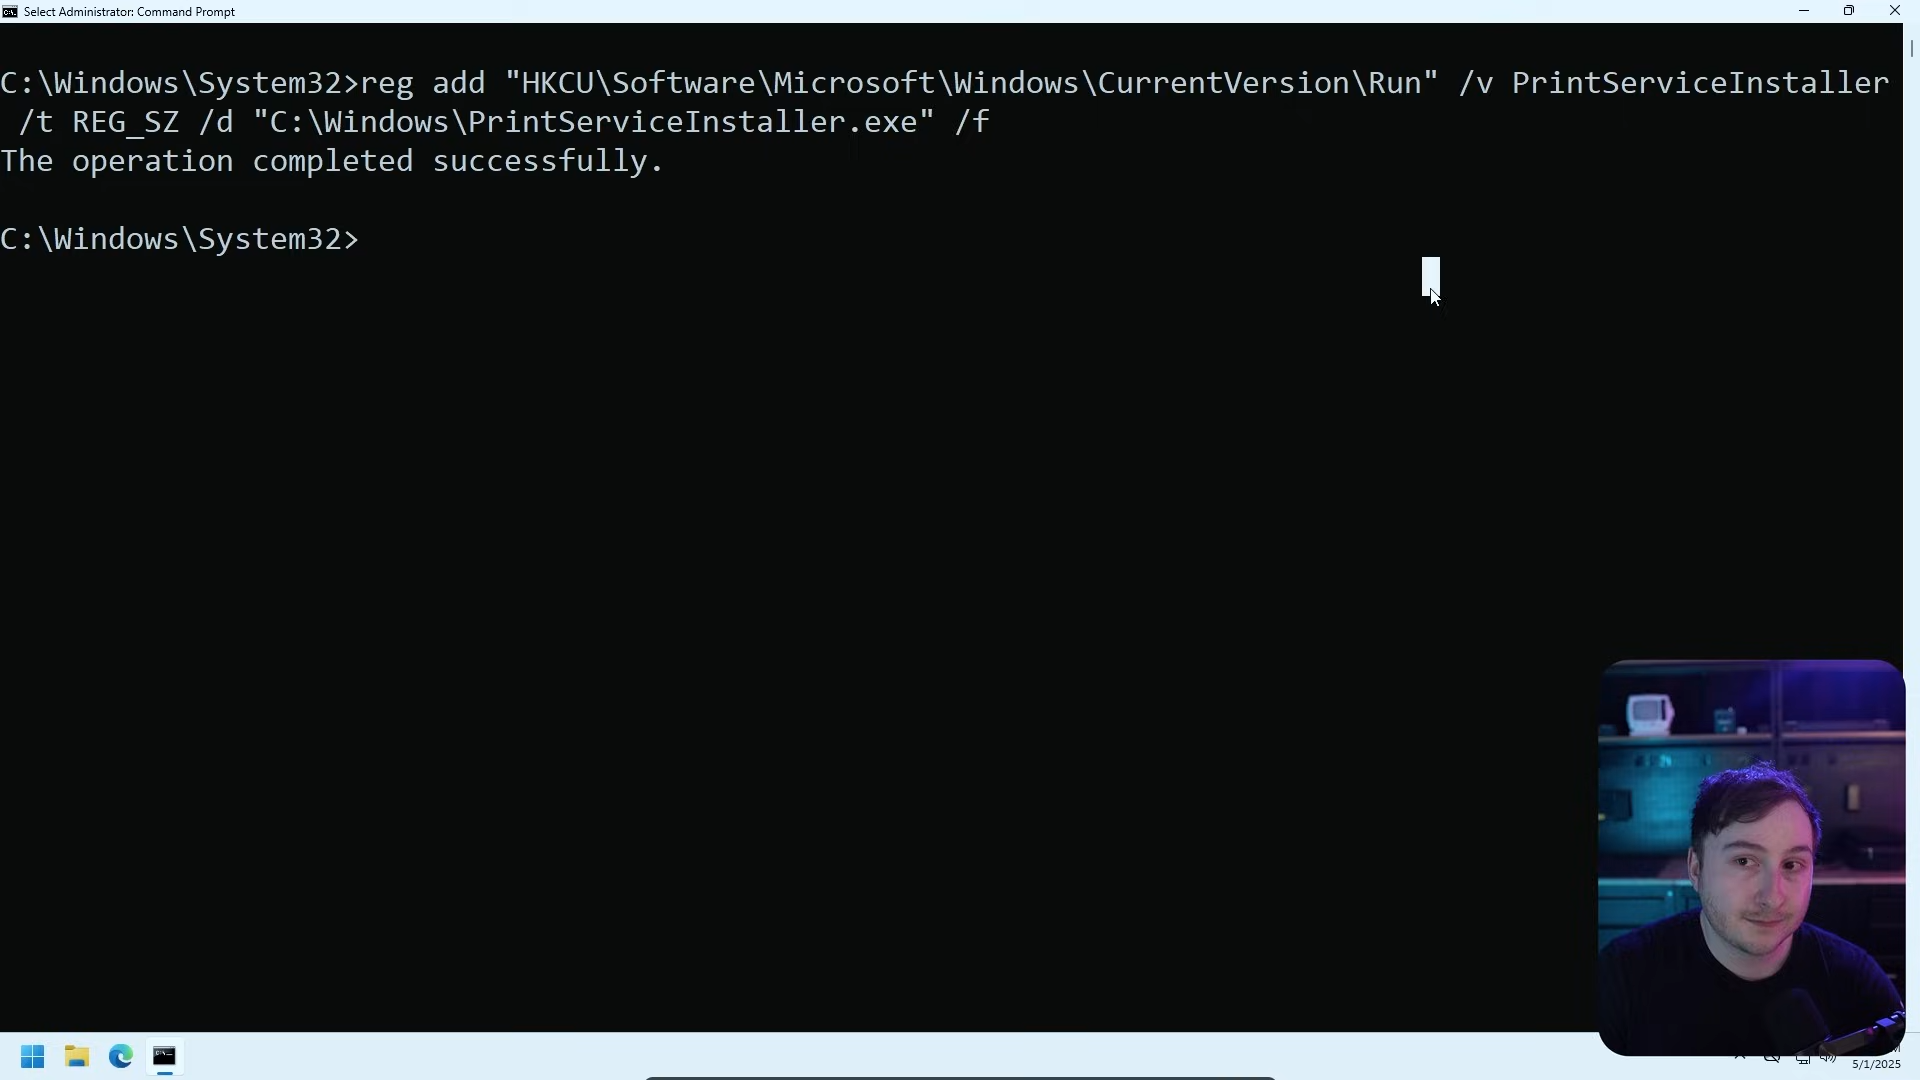 Select Administrator: Command Prompt
C:\Windows\System32>reg add "HKCU\Software\Microsoft\Windows\CurrentVersion\Run" /v PrintServiceInstaller
/t REG_SZ /d "C:\Windows\PrintServiceInstaller.exe" /f
The operation completed successfully.
C:\Windows\System32>
5/1/2025